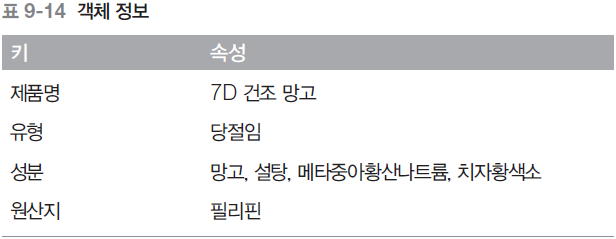 표 9-14 객체 정보
키 속성
제품명 7D 건조 망고
유형 당절임
성분 망고, 설탕, 메타중아황산나트륨, 치자황색소
원산지 필리핀